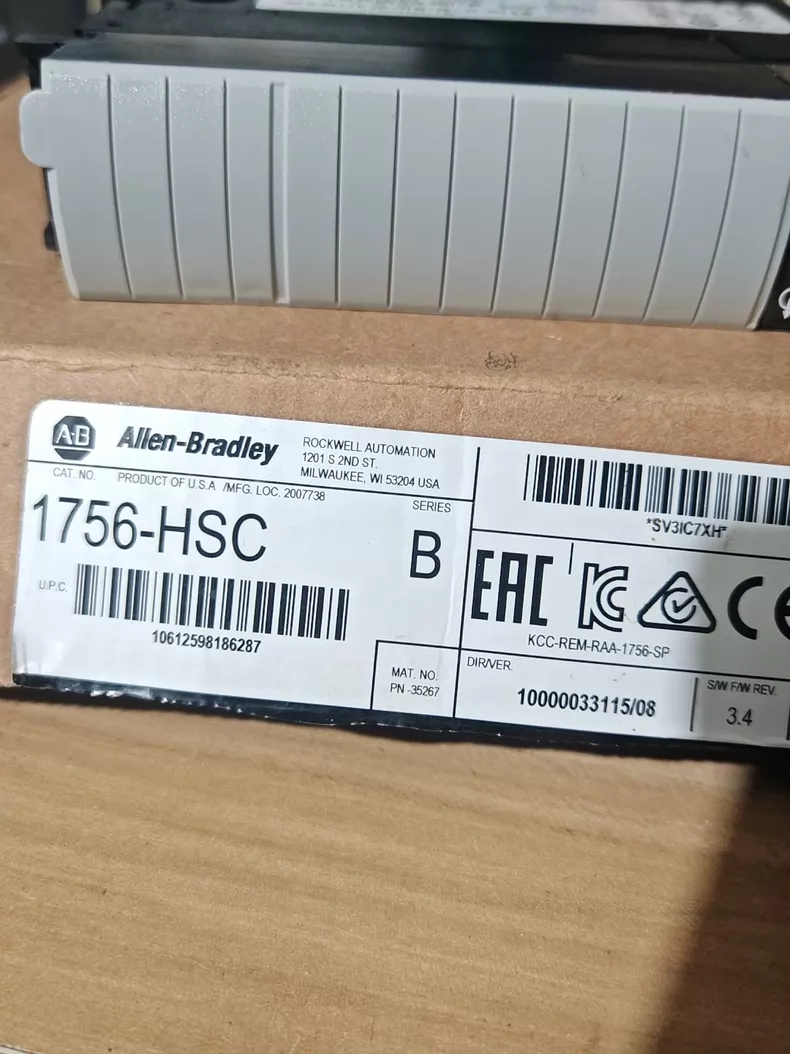 A-B Allen-Bradley
ROCKWELL AUTOMATION
1201 S 2ND ST.
MILWAUKEE, WI 53204 USA
CAT. NO.
PRODUCT OF U.S.A /MFG. LOC. 2007738
1756-HSC
SERIES
B
U.P.C.
10612598186287
MAT. NO.
PN -35267
*SV3IC7XH*
EAC
KC
CE
KCC-REM-RAA-1756-SP
DIR/VER.
10000033115/08
S/W F/W REV.
3.4